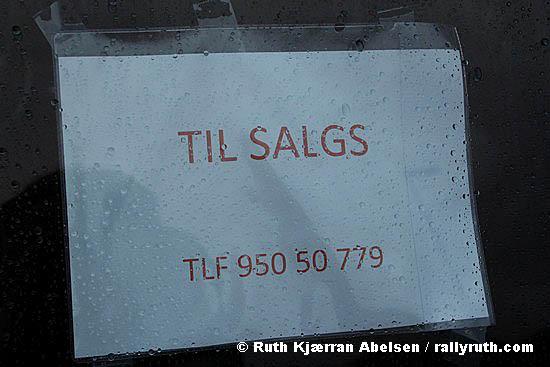 TIL SALGS
TLF 950 50 779
© Ruth Kjærran Abelsen / rallyruth.com